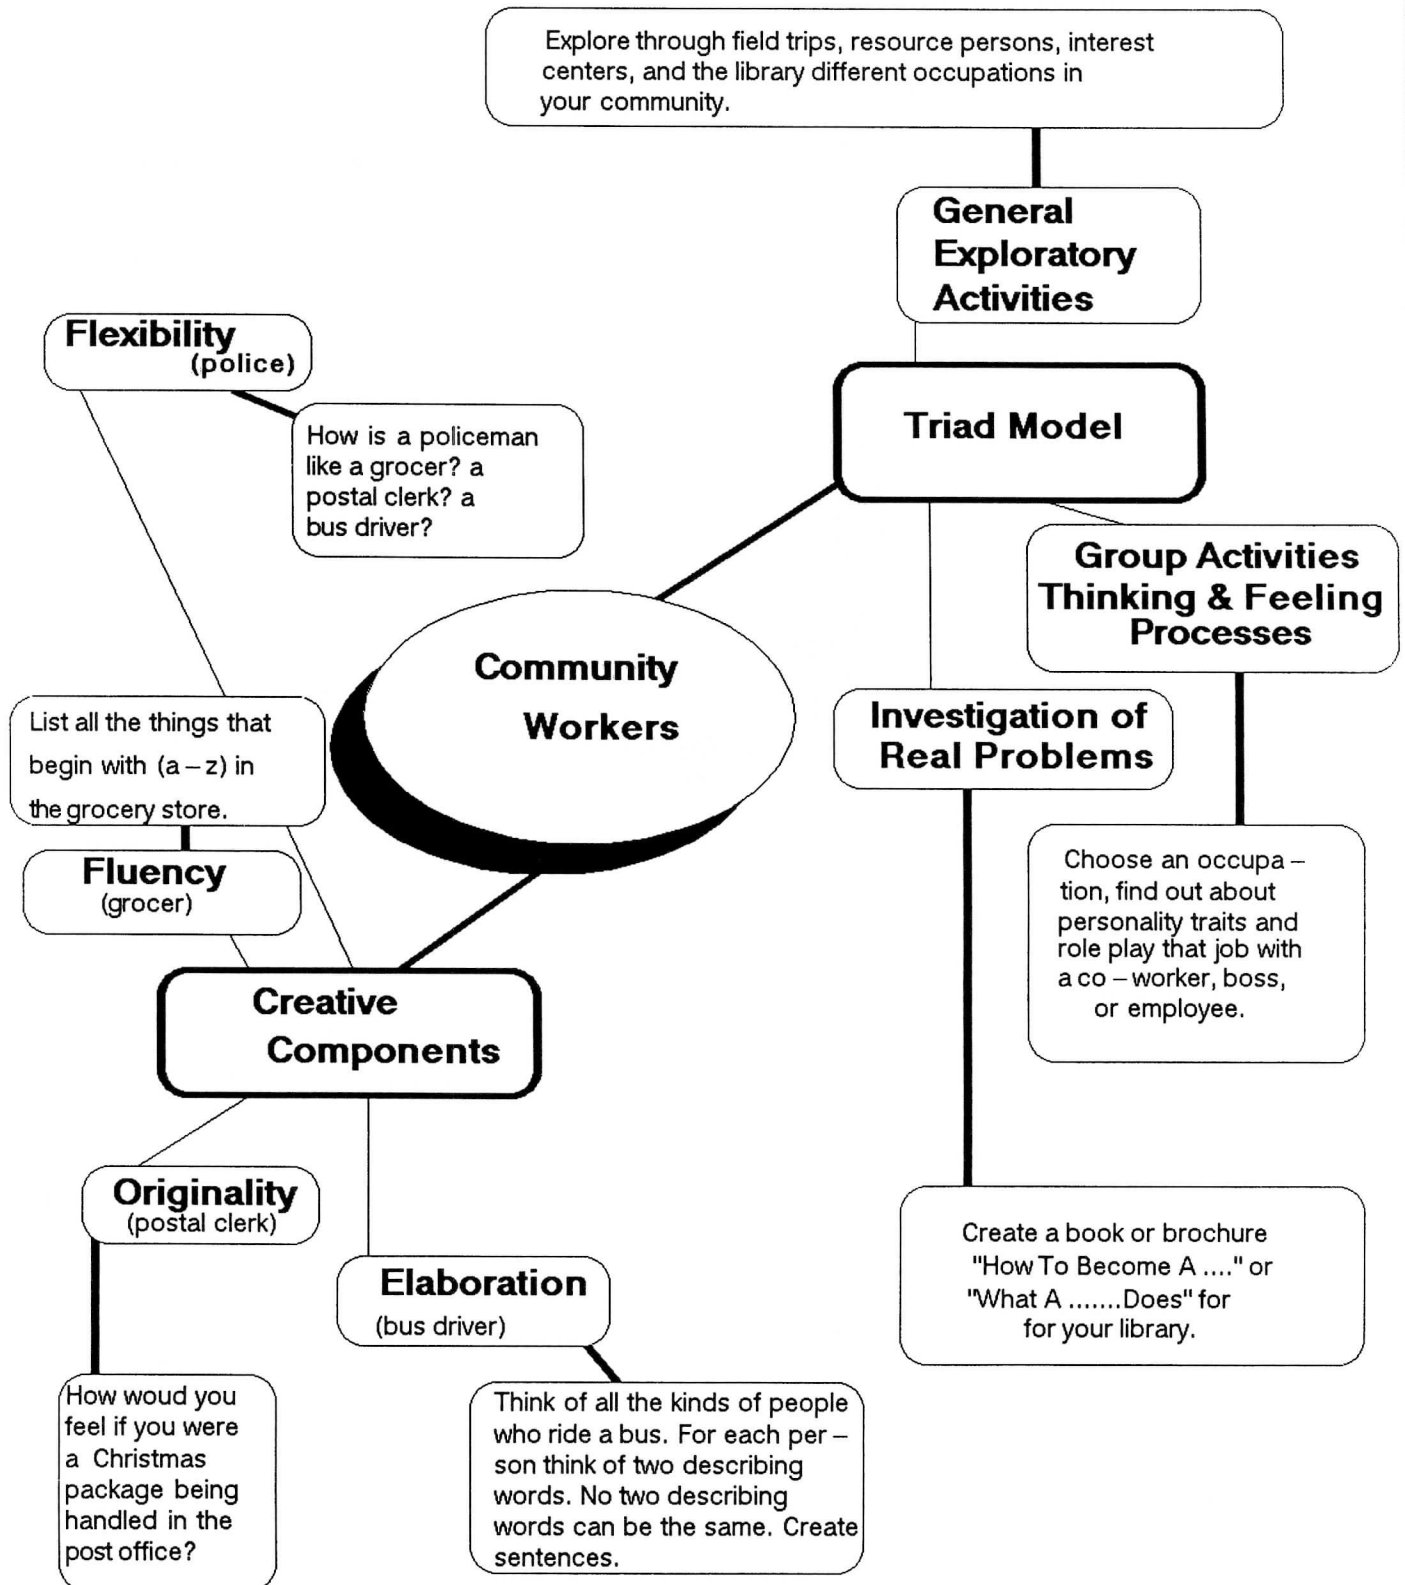 Explore through field trips, resource persons, interest
centers, and the library different occupations in
your community.
General
Exploratory
Activities
Flexibility
(police)
How is a policeman
like a grocer? a
postal clerk? a
bus driver?
Triad Model
Group Activities
Thinking & Feeling
Processes
Community
Workers
Investigation of
Real Problems
List all the things that
begin with (a – z) in
the grocery store.
Fluency
(grocer)
Choose an occupa –
tion, find out about
personality traits and
role play that job with
a co – worker, boss,
or employee.
Creative
Components
Originality
(postal clerk)
Elaboration
(bus driver)
Create a book or brochure
"How To Become A ...." or
"What A .......Does" for
for your library.
How woud you
feel if you were
a Christmas
package being
handled in the
post office?
Think of all the kinds of people
who ride a bus. For each per –
son think of two describing
words. No two describing
words can be the same. Create
sentences.